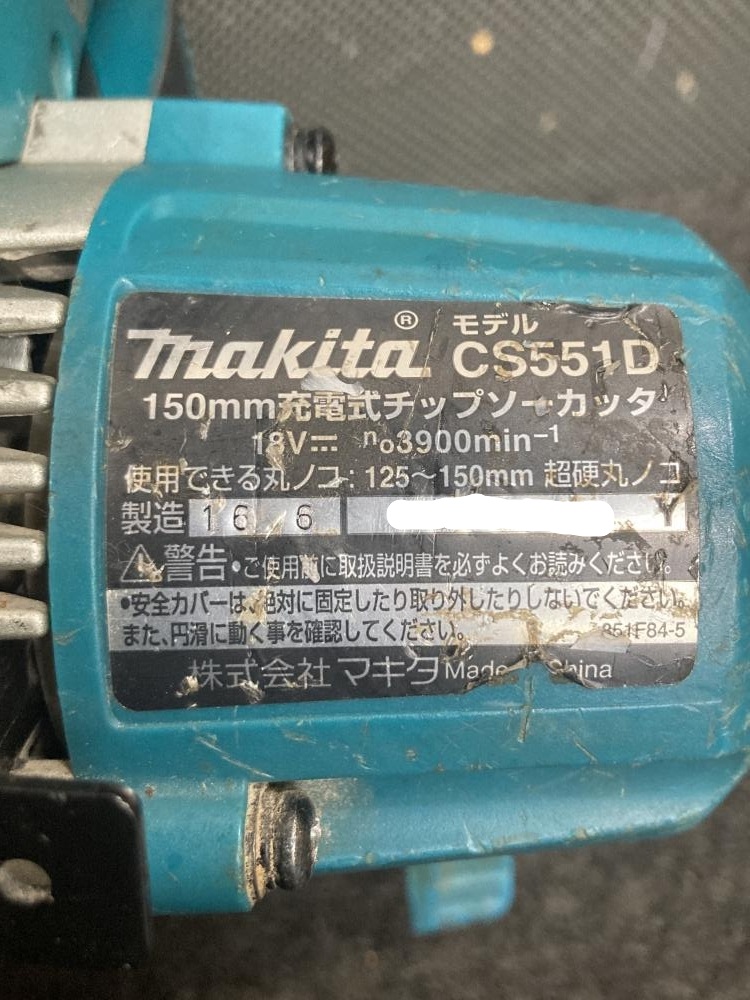 makita® モデル CS551D
150mm充電式チップソーカッタ
18V⎓ n₀3900min⁻¹
使用できる丸ノコ:125～150mm 超硬丸ノコ
製造 16 6 Y
⚠警告・ご使用前に取扱説明書を必ずよくお読みください。
・安全カバーは、絶対に固定したり取り外したりしないでください。
また、円滑に動く事を確認してください。 851F84-5
株式会社マキタ Made China